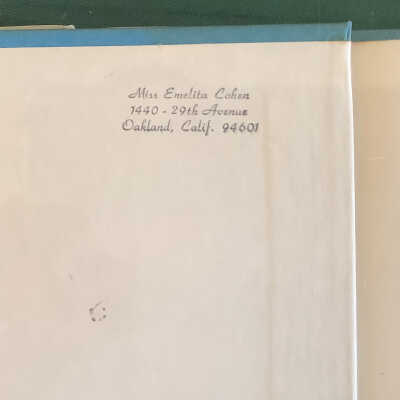 Miss Emelita Cohen
1440 - 29th Avenue
Oakland, Calif. 94601